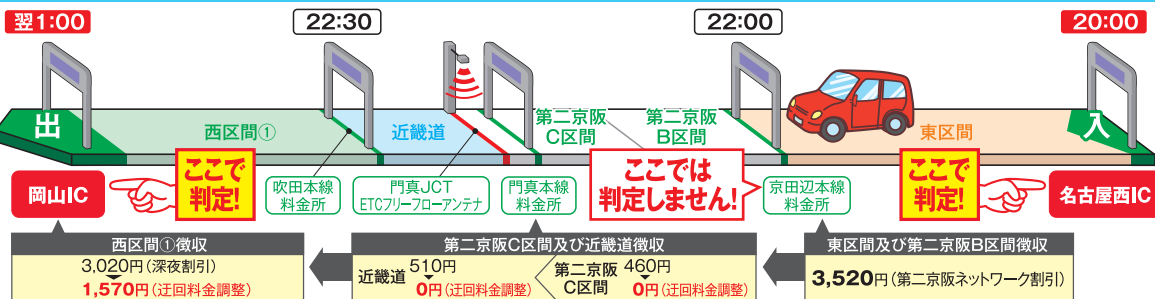 翌1:00
22:30
22:00
20:00
出
西区間①
近畿道
第二京阪
C区間
第二京阪
B区間
東区間
入
岡山IC
ここで
判定!
吹田本線
料金所
門真JCT
ETCフリーフローアンテナ
門真本線
料金所
ここでは
判定しません!
京田辺本線
料金所
ここで
判定!
名古屋西IC
西区間①徴収
3,020円(深夜割引)
1,570円(迂回料金調整)
第二京阪C区間及び近畿道徴収
近畿道
510円
0円(迂回料金調整)
第二京阪
C区間
460円
0円(迂回料金調整)
東区間及び第二京阪B区間徴収
3,520円(第二京阪ネットワーク割引)